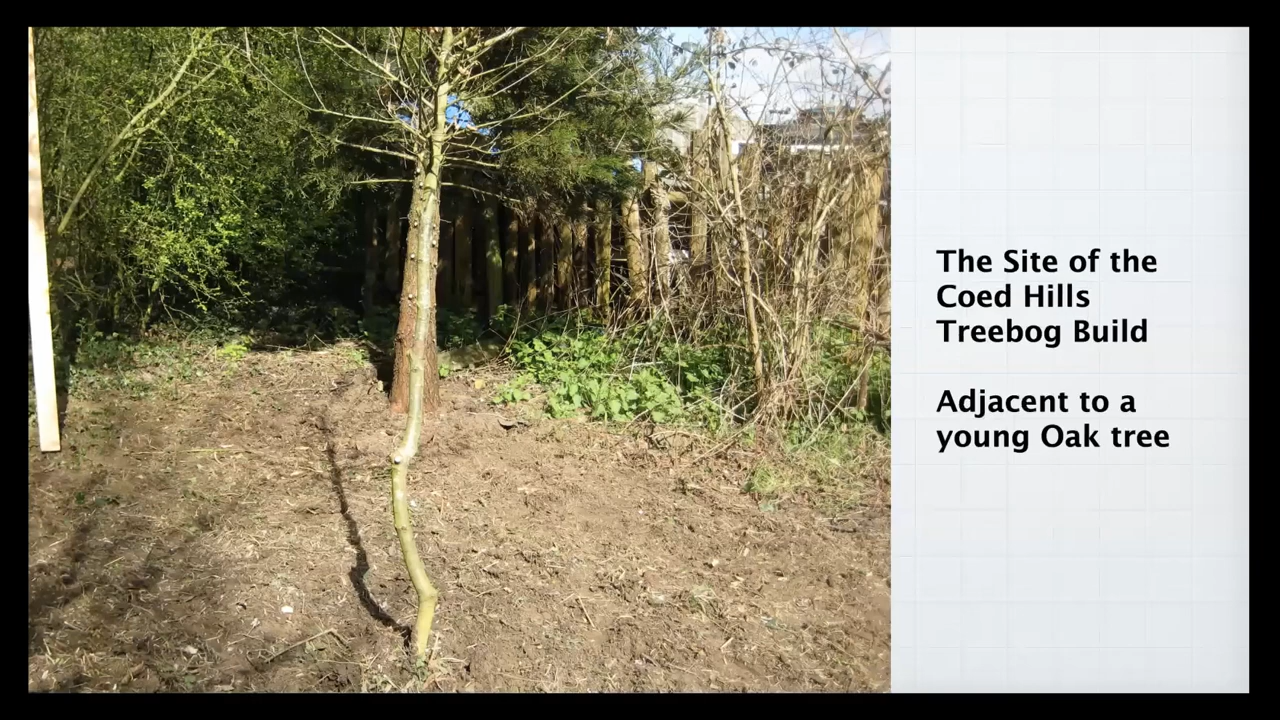 The Site of the
Coed Hills
Treebog Build
Adjacent to a
young Oak tree